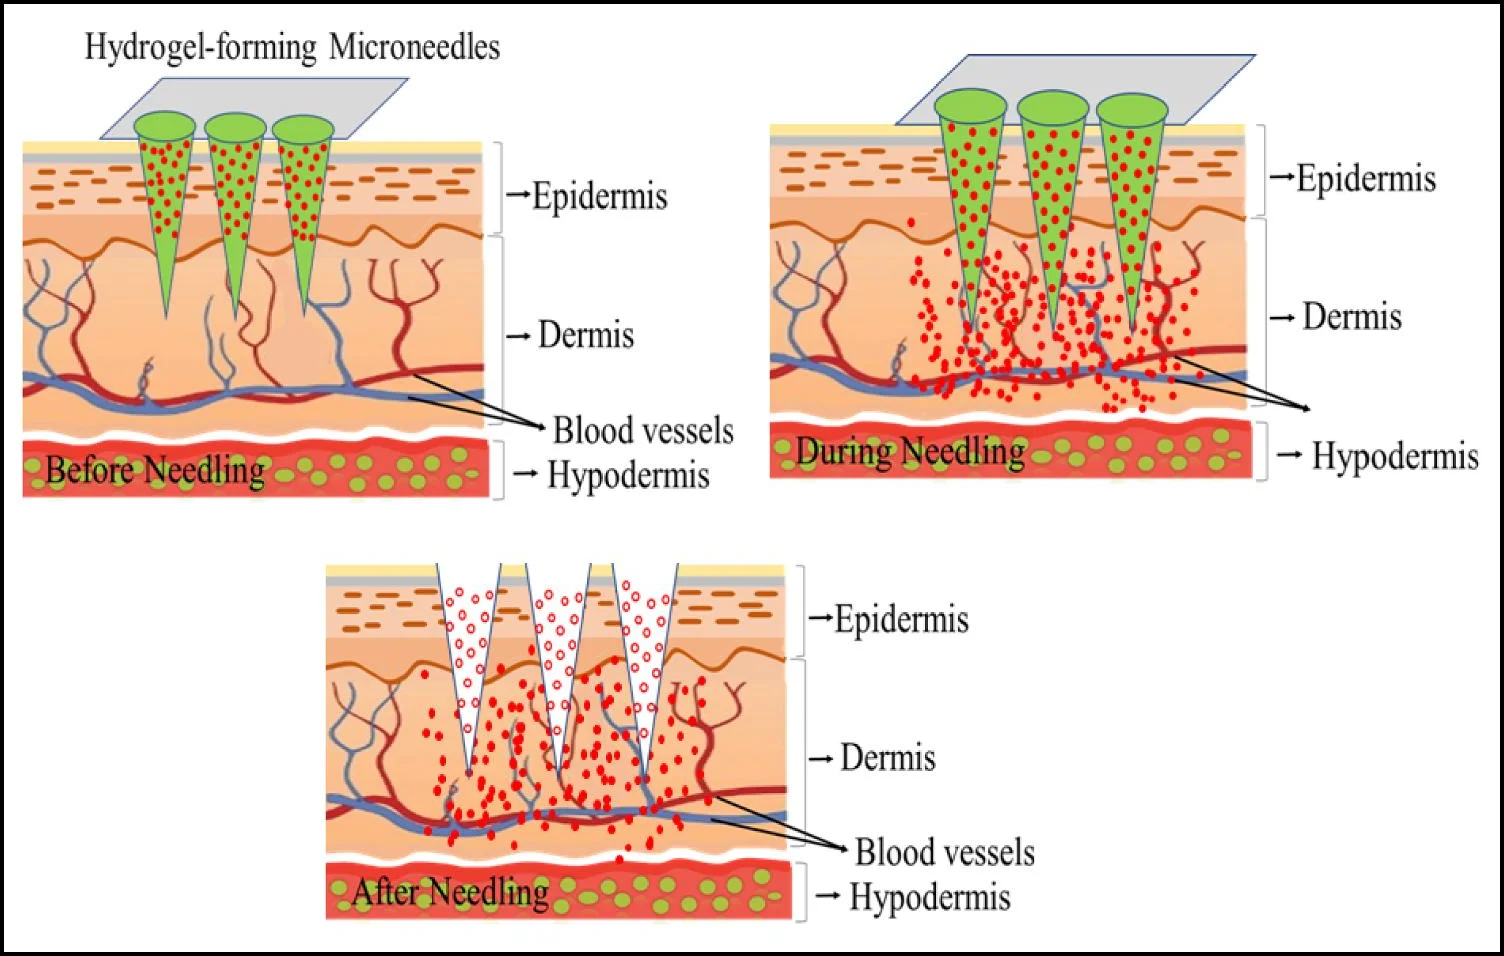 Hydrogel-forming Microneedles
Epidermis
Dermis
Blood vessels
Before Needling
Hypodermis
Epidermis
Dermis
During Needling
Hypodermis
Epidermis
Dermis
Blood vessels
After Needling
Hypodermis